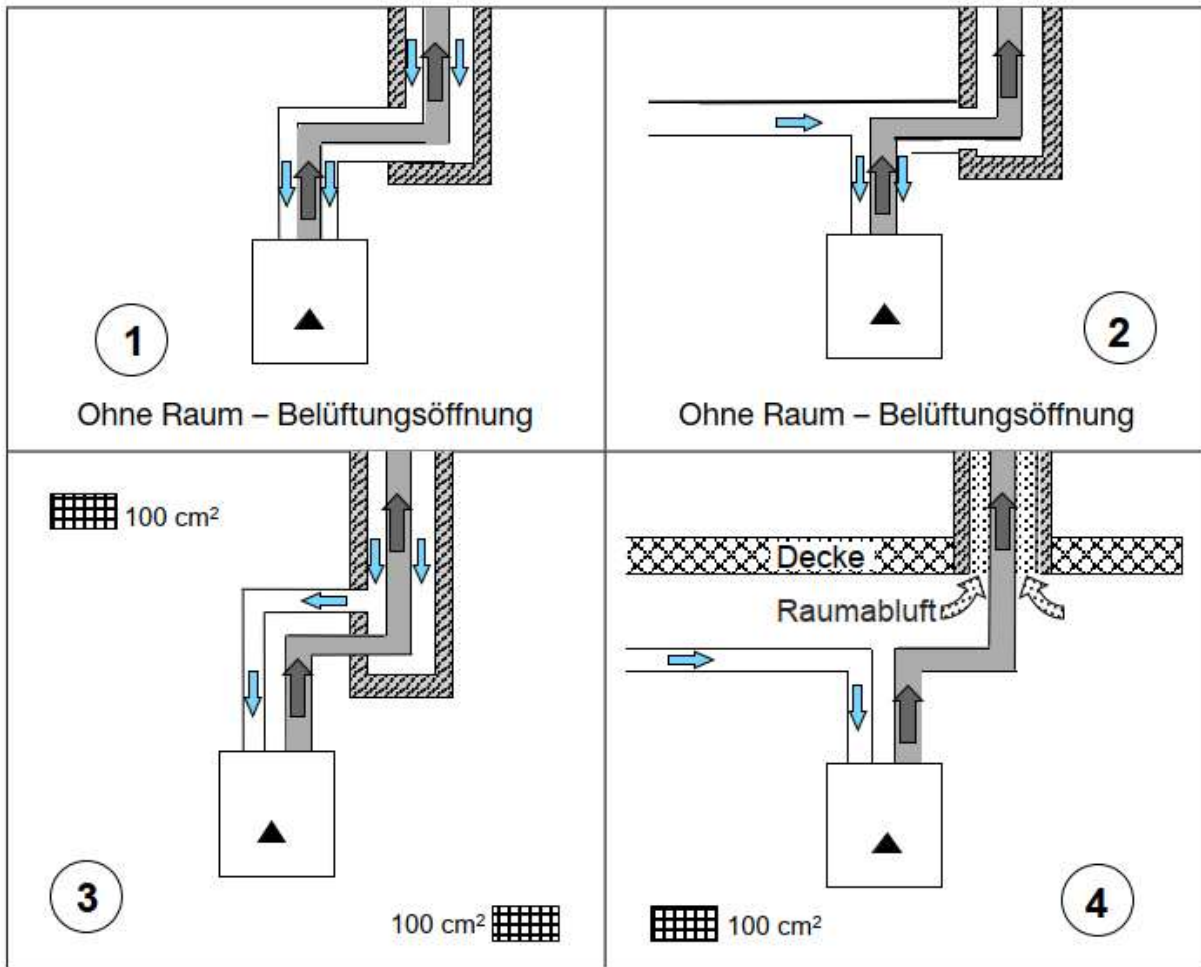 1
Ohne Raum – Belüftungsöffnung
2
Ohne Raum – Belüftungsöffnung
100 cm²
3
100 cm²
Decke
Raumabluft
4
100 cm²